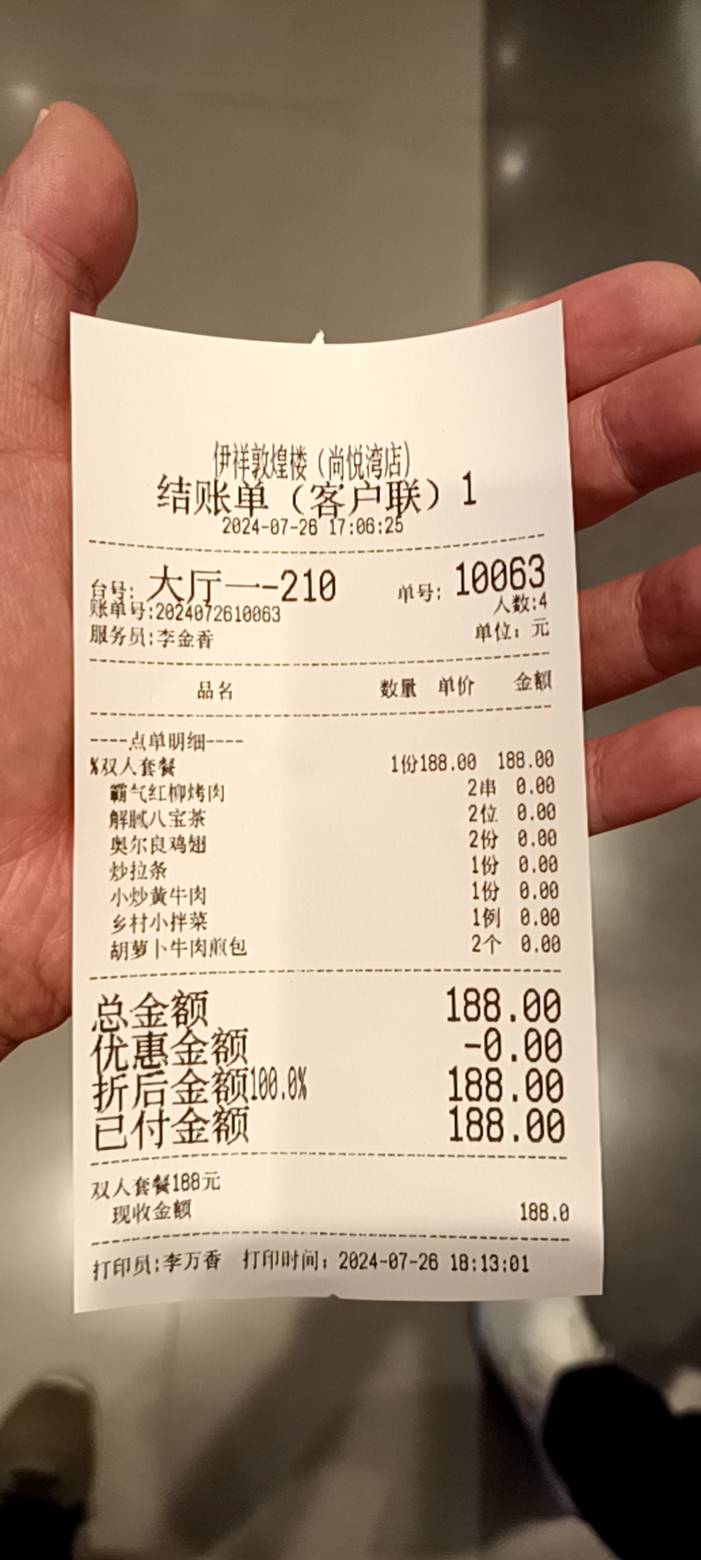 伊祥敦煌楼（尚悦湾店）
结账单（客户联）1
2024-07-26 17:06:25
台号: 大厅一-210 单号: 10063
账单号:2024072610063 人数:4
服务员:李金香 单位: 元
品名 数量 单价 金额
----点单明细----
%双人套餐 1份188.00 188.00
霸气红柳烤肉 2串 0.00
解腻八宝茶 2位 0.00
奥尔良鸡翅 2份 0.00
炒拉条 1份 0.00
小炒黄牛肉 1份 0.00
乡村小拌菜 1例 0.00
胡萝卜牛肉煎包 2个 0.00
总金额 188.00
优惠金额 -0.00
折后金额100.0% 188.00
已付金额 188.00
双人套餐188元
现收金额 188.0
打印员:李万香 打印时间: 2024-07-26 18:13:01